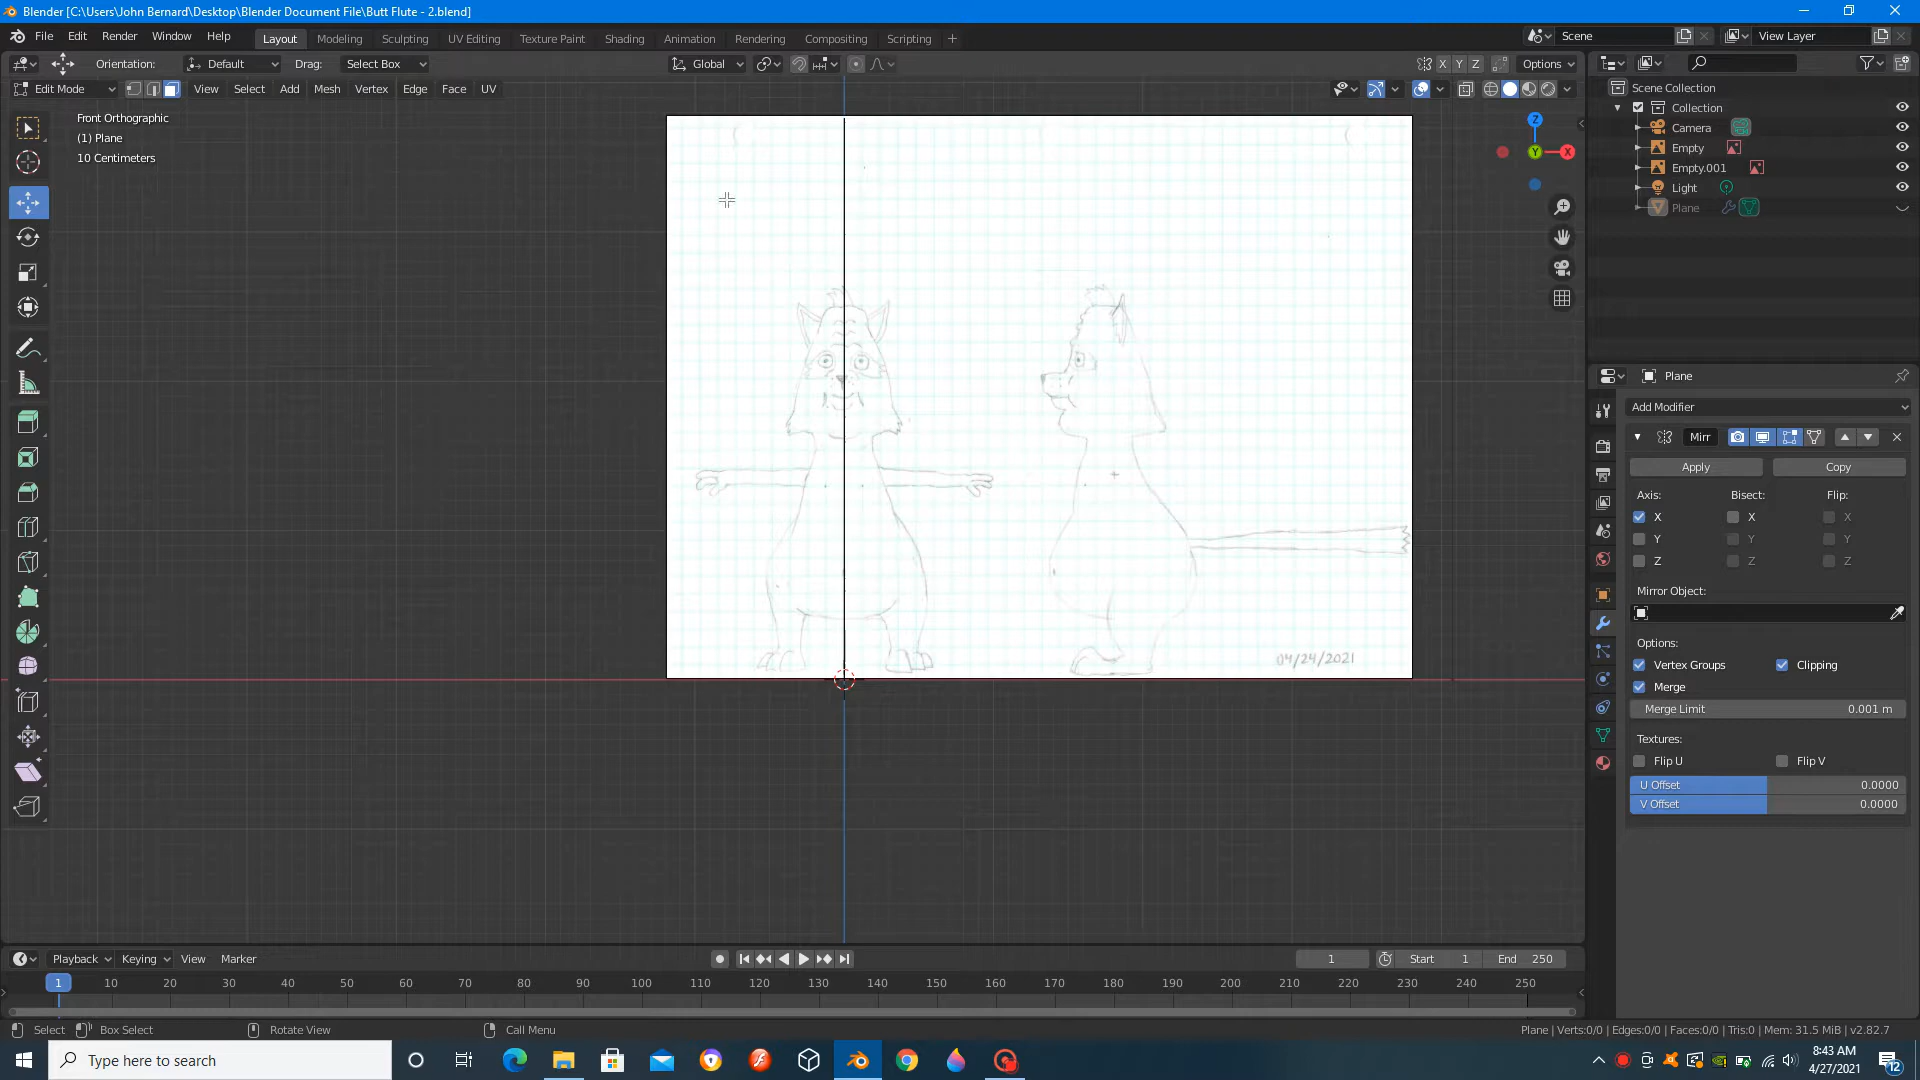 Blender [C:\Users\John Bernard\Desktop\Blender Document File\Butt Flute - 2.blend]
File Edit Render Window Help Layout Modeling Sculpting UV Editing Texture Paint Shading Animation Rendering Compositing Scripting + Scene View Layer
Orientation: Default Drag: Select Box Global X Y Z Options
Edit Mode View Select Add Mesh Vertex Edge Face UV
Front Orthographic
(1) Plane
10 Centimeters
Z
Y
X
04/24/2021
Scene Collection
Collection
Camera
Empty
Empty.001
Light
Plane
Plane
Add Modifier
Mirr
Apply Copy
Axis: Bisect: Flip:
X X X
Y Y Y
Z Z Z
Mirror Object:
Options:
Vertex Groups Clipping
Merge
Merge Limit 0.001 m
Textures:
Flip U Flip V
U Offset 0.0000
V Offset 0.0000
Playback Keying View Marker 1 Start 1 End 250
1 10 20 30 40 50 60 70 80 90 100 110 120 130 140 150 160 170 180 190 200 210 220 230 240 250
Select Box Select Rotate View Call Menu Plane | Verts:0/0 | Edges:0/0 | Faces:0/0 | Tris:0 | Mem: 31.5 MiB | v2.82.7
Type here to search
8:43 AM
4/27/2021
12